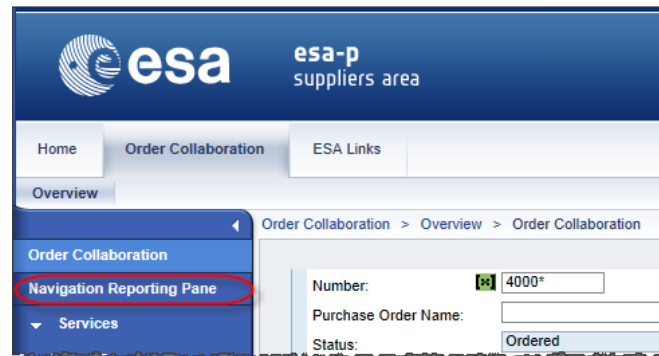 esa
esa-p
suppliers area
Home
Order Collaboration
ESA Links
Overview
Order Collaboration > Overview > Order Collaboration
Order Collaboration
Navigation Reporting Pane
Services
Number:
4000*
Purchase Order Name:
Status:
Ordered